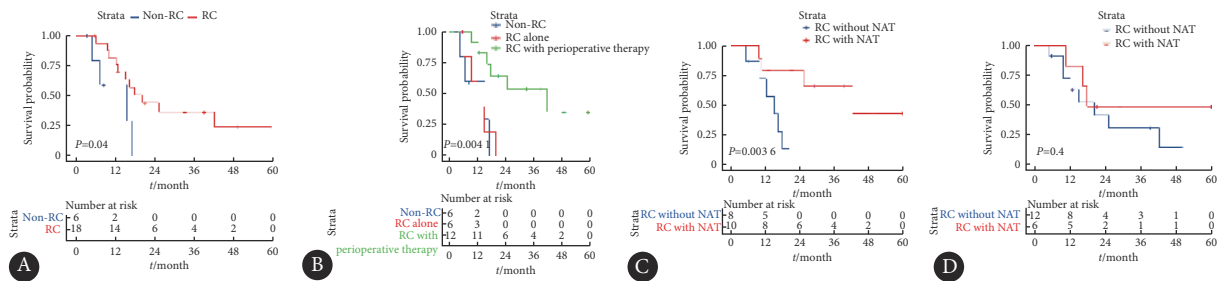 Strata
Non-RC RC
Survival probability
1.00
0.75
0.50
0.25
0
P=0.04
0 12 24 36 48 60
t/month
Number at risk
Strata
Non-RC 6 2 0 0 0 0
RC 18 14 6 4 2 0
0 12 24 36 48 60
t/month
A
Strata
Non-RC
RC alone
RC with perioperative therapy
Survival probability
1.00
0.75
0.50
0.25
0
P=0.004 1
0 12 24 36 48 60
t/month
Number at risk
Strata
Non-RC 6 2 0 0 0 0
RC alone 6 3 0 0 0 0
RC with 12 11 6 4 2 0
perioperative therapy
0 12 24 36 48 60
t/month
B
Strata
RC without NAT
RC with NAT
Survival probability
1.00
0.75
0.50
0.25
P=0.003 6
0 12 24 36 48 60
t/month
Number at risk
Strata
RC without NAT 8 5 0 0 0 0
RC with NAT 10 8 6 4 2 0
0 12 24 36 48 60
t/month
C
Strata
RC without NAT
RC with NAT
Survival probability
1.00
0.75
0.50
0.25
P=0.4
0 12 24 36 48 60
t/month
Number at risk
Strata
RC without NAT 12 8 4 3 1 0
RC with NAT 6 5 2 1 1 0
0 12 24 36 48 60
t/month
D